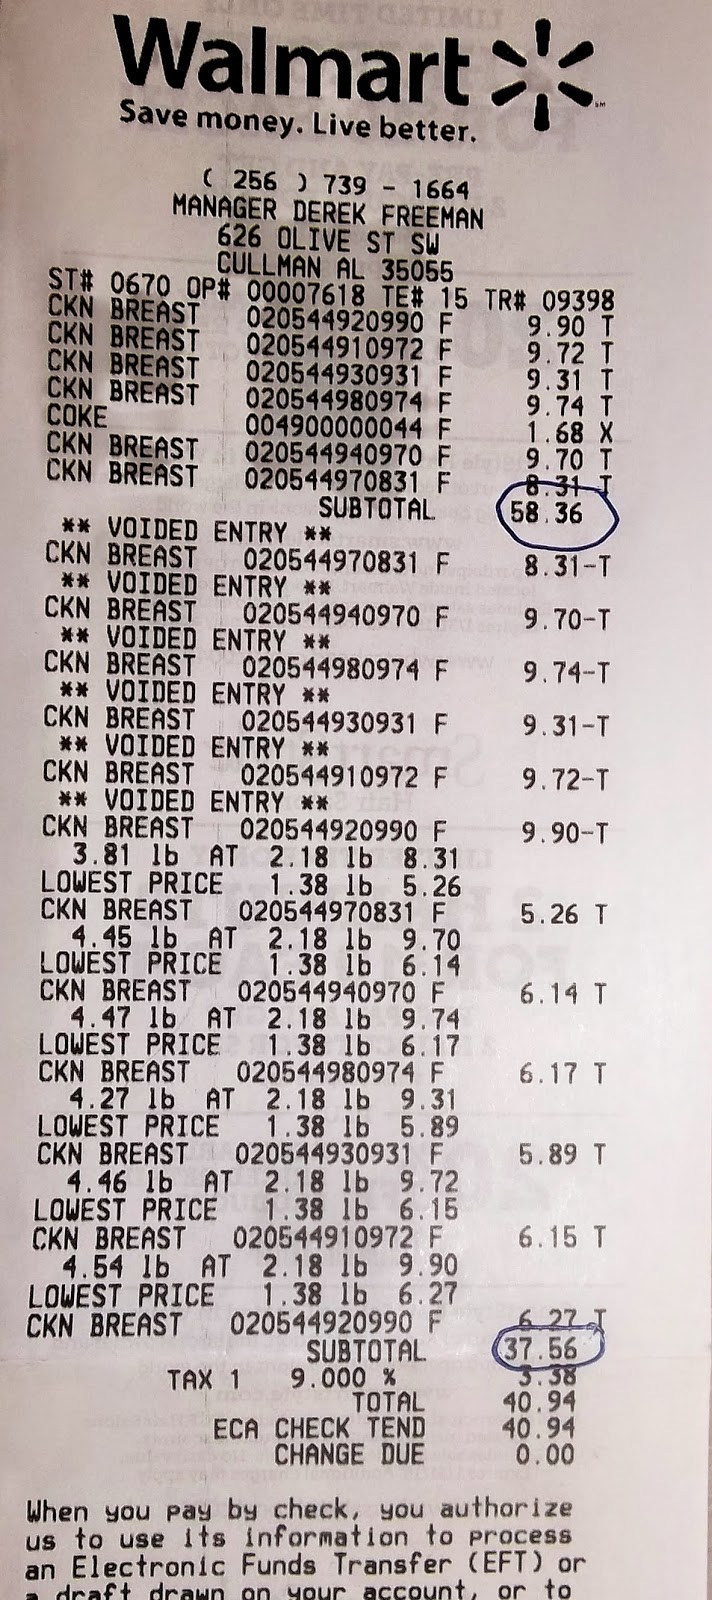 Walmart
Save money. Live better.
( 256 ) 739 - 1664
MANAGER DEREK FREEMAN
626 OLIVE ST SW
CULLMAN AL 35055
ST# 0670 OP# 00007618 TE# 15 TR# 09398
CKN BREAST 020544920990 F 9.90 T
CKN BREAST 020544910972 F 9.72 T
CKN BREAST 020544930931 F 9.31 T
CKN BREAST 020544980974 F 9.74 T
COKE 004900000044 F 1.68 X
CKN BREAST 020544940970 F 9.70 T
CKN BREAST 020544970831 F 8.31 T
SUBTOTAL 58.36
** VOIDED ENTRY **
CKN BREAST 020544970831 F 8.31-T
** VOIDED ENTRY **
CKN BREAST 020544940970 F 9.70-T
** VOIDED ENTRY **
CKN BREAST 020544980974 F 9.74-T
** VOIDED ENTRY **
CKN BREAST 020544930931 F 9.31-T
** VOIDED ENTRY **
CKN BREAST 020544910972 F 9.72-T
** VOIDED ENTRY **
CKN BREAST 020544920990 F 9.90-T
3.81 lb AT 2.18 lb 8.31
LOWEST PRICE 1.38 lb 5.26
CKN BREAST 020544970831 F 5.26 T
4.45 lb AT 2.18 lb 9.70
LOWEST PRICE 1.38 lb 6.14
CKN BREAST 020544940970 F 6.14 T
4.47 lb AT 2.18 lb 9.74
LOWEST PRICE 1.38 lb 6.17
CKN BREAST 020544980974 F 6.17 T
4.27 lb AT 2.18 lb 9.31
LOWEST PRICE 1.38 lb 5.89
CKN BREAST 020544930931 F 5.89 T
4.46 lb AT 2.18 lb 9.72
LOWEST PRICE 1.38 lb 6.15
CKN BREAST 020544910972 F 6.15 T
4.54 lb AT 2.18 lb 9.90
LOWEST PRICE 1.38 lb 6.27
CKN BREAST 020544920990 F 6.27 T
SUBTOTAL 37.56
TAX 1 9.000 % 3.38
TOTAL 40.94
ECA CHECK TEND 40.94
CHANGE DUE 0.00
When you pay by check, you authorize
us to use its information to process
an Electronic Funds Transfer (EFT) or
a draft drawn on your account, or to